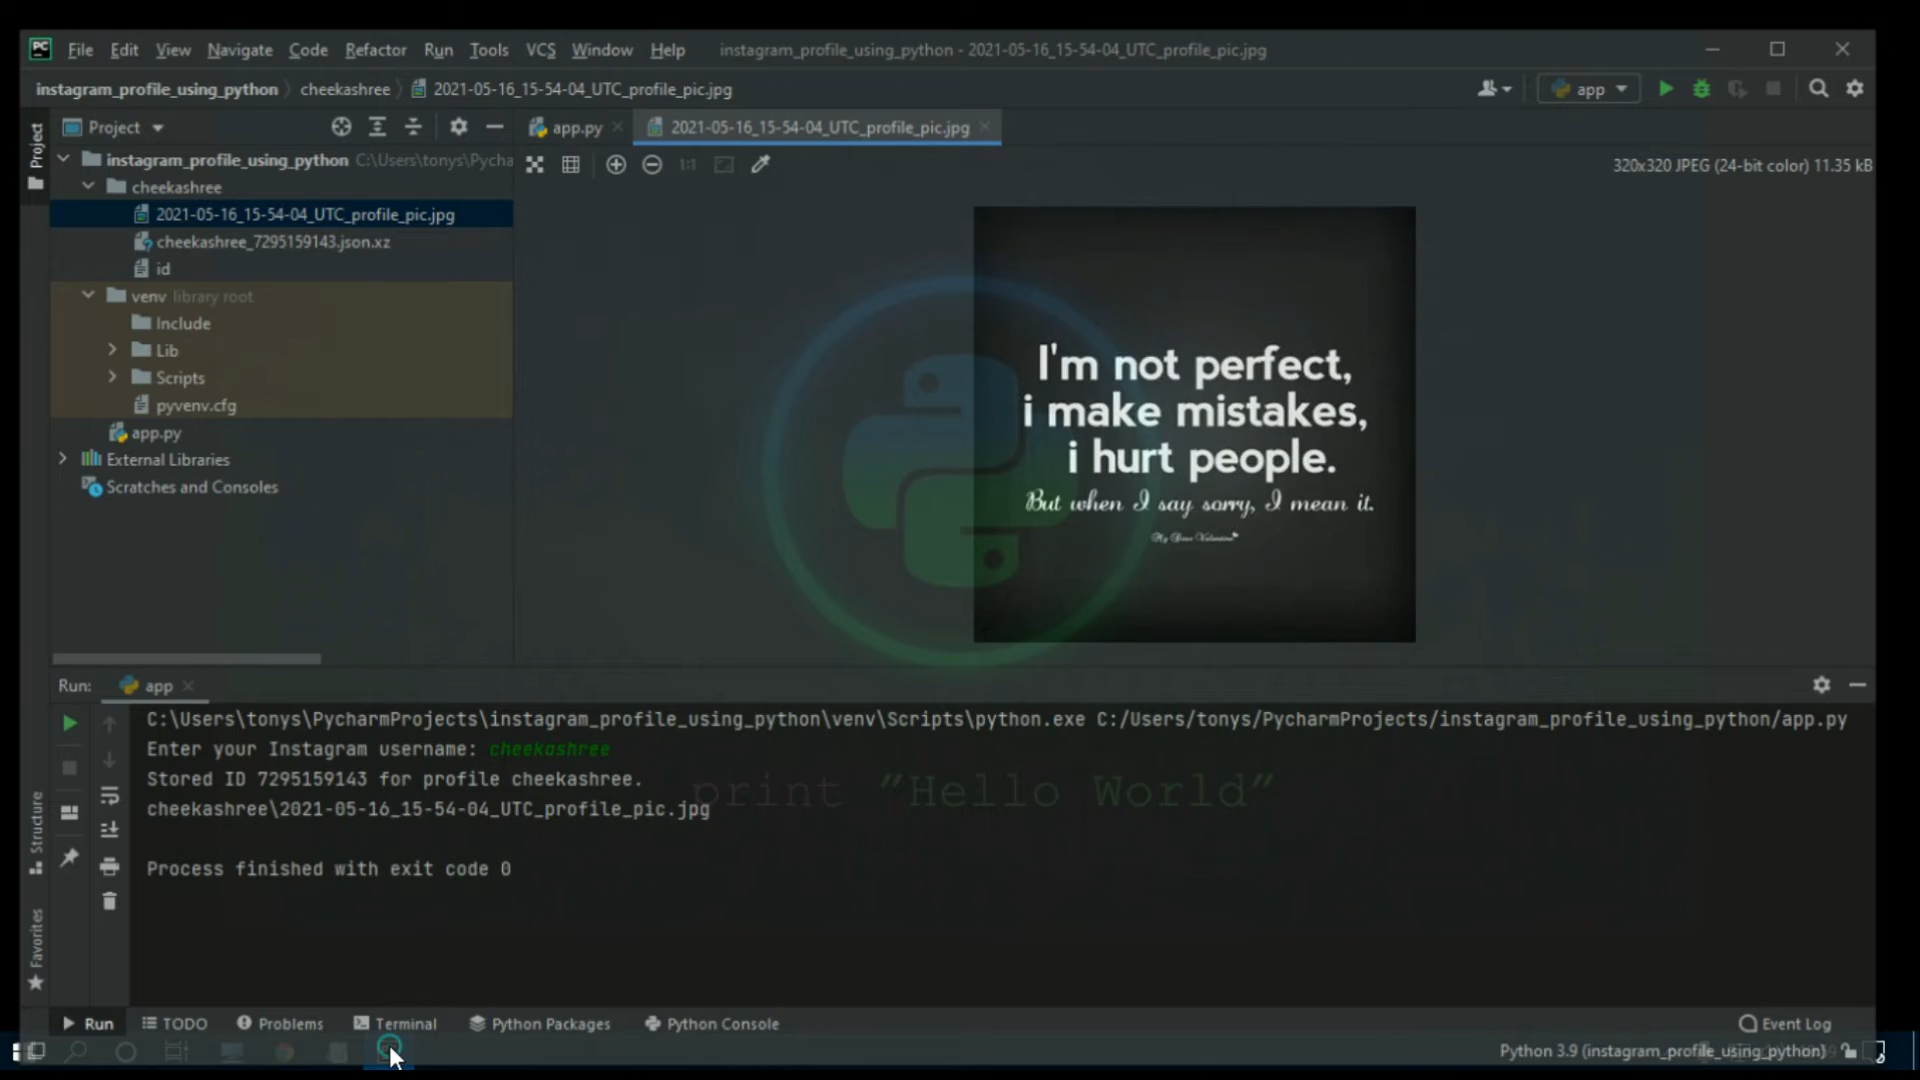 PC File Edit View Navigate Code Refactor Run Tools VCS Window Help instagram_profile_using_python - 2021-05-16_15-54-04_UTC_profile_pic.jpg
instagram_profile_using_python cheekashree 2021-05-16_15-54-04_UTC_profile_pic.jpg app
Project app.py 2021-05-16_15-54-04_UTC_profile_pic.jpg
Project
instagram_profile_using_python C:\Users\tonys\Pycha
1:1 320x320 JPEG (24-bit color) 11.35 kB
cheekashree
2021-05-16_15-54-04_UTC_profile_pic.jpg
cheekashree_7295159143.json.xz
id
venv library root
Include
Lib
Scripts
pyvenv.cfg
app.py
External Libraries
Scratches and Consoles
I'm not perfect,
i make mistakes,
i hurt people.
But when I say sorry, I mean it.
Run: app
C:\Users\tonys\PycharmProjects\instagram_profile_using_python\venv\Scripts\python.exe C:/Users/tonys/PycharmProjects/instagram_profile_using_python/app.py
Enter your Instagram username: cheekashree
Stored ID 7295159143 for profile cheekashree.
print "Hello World"
cheekashree\2021-05-16_15-54-04_UTC_profile_pic.jpg
Process finished with exit code 0
Structure
Favorites
Run TODO Problems Terminal Python Packages Python Console Event Log
Python 3.9 (instagram_profile_using_python)